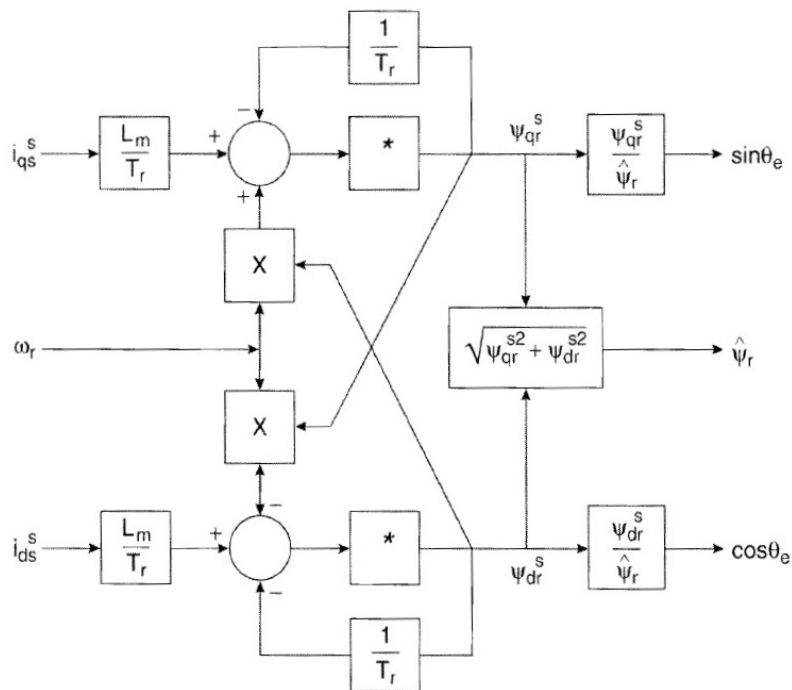 1
T_r
i_qs^s
L_m
T_r
+
−
+
*
ψ_qr^s
ψ_qr^s
ψ̂_r
sinθ_e
X
ω_r
√ψ_qr^s2 + ψ_dr^s2
ψ̂_r
X
−
i_ds^s
L_m
T_r
+
−
*
ψ_dr^s
ψ_dr^s
ψ̂_r
cosθ_e
1
T_r